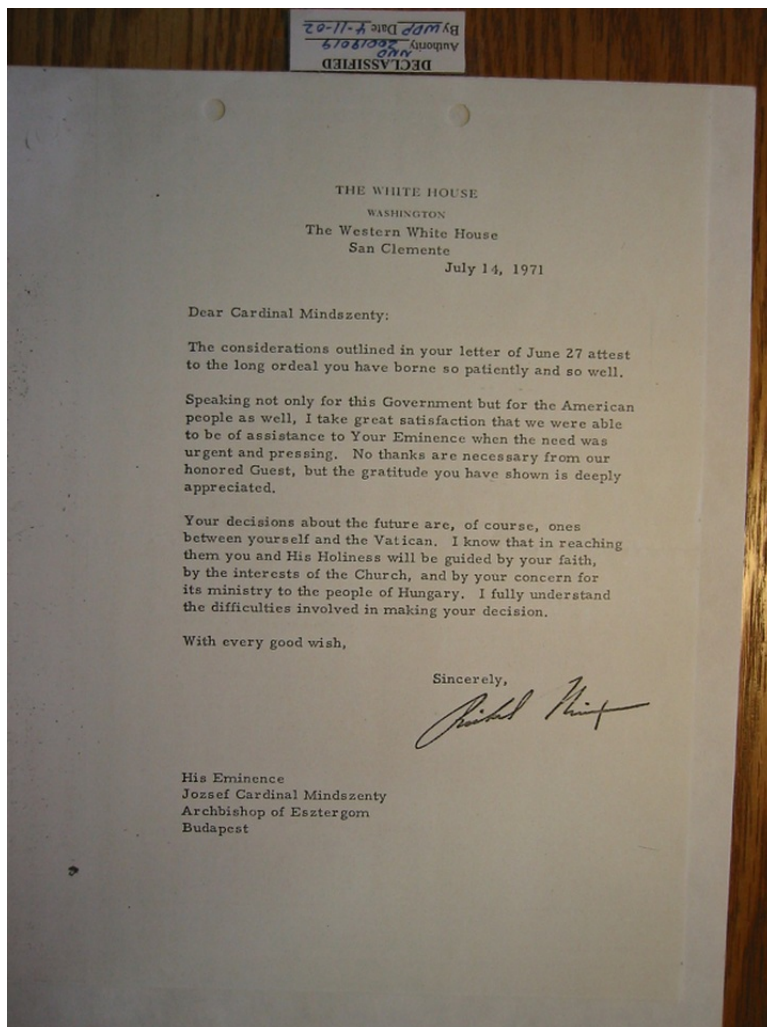 DECLASSIFIED
Authority NND
20019019
By WDP Date 4-11-02
THE WHITE HOUSE
WASHINGTON
The Western White House
San Clemente
July 14, 1971
Dear Cardinal Mindszenty:
The considerations outlined in your letter of June 27 attest
to the long ordeal you have borne so patiently and so well.
Speaking not only for this Government but for the American
people as well, I take great satisfaction that we were able
to be of assistance to Your Eminence when the need was
urgent and pressing. No thanks are necessary from our
honored Guest, but the gratitude you have shown is deeply
appreciated.
Your decisions about the future are, of course, ones
between yourself and the Vatican. I know that in reaching
them you and His Holiness will be guided by your faith,
by the interests of the Church, and by your concern for
its ministry to the people of Hungary. I fully understand
the difficulties involved in making your decision.
With every good wish,
Sincerely,
Richard Nixon
His Eminence
Jozsef Cardinal Mindszenty
Archbishop of Esztergom
Budapest